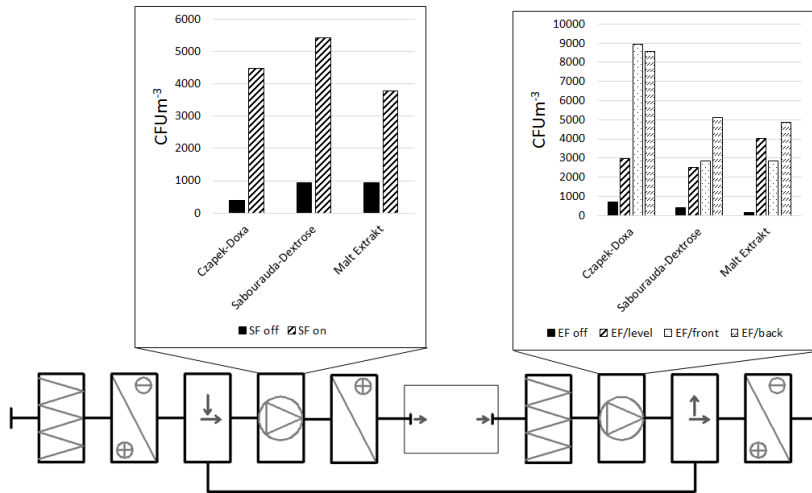 6000
5000
4000
3000
2000
1000
0
CFUm-3
Czapek-Doxa
Sabourauda-Dextrose
Malt Extrakt
SF off
SF on
10000
9000
8000
7000
6000
5000
4000
3000
2000
1000
0
CFUm-3
Czapek-Doxa
Sabourauda-Dextrose
Malt Extrakt
EF off
EF/level
EF/front
EF/back